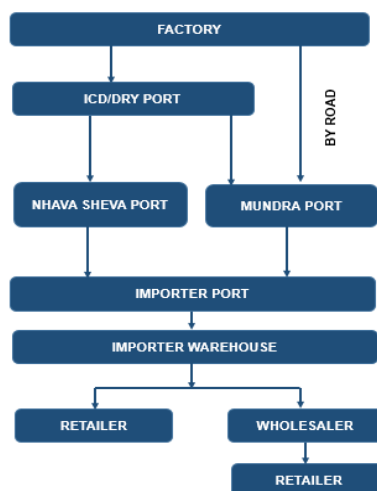 FACTORY
ICD/DRY PORT
BY ROAD
NHAVA SHEVA PORT
MUNDRA PORT
IMPORTER PORT
IMPORTER WAREHOUSE
RETAILER
WHOLESALER
RETAILER